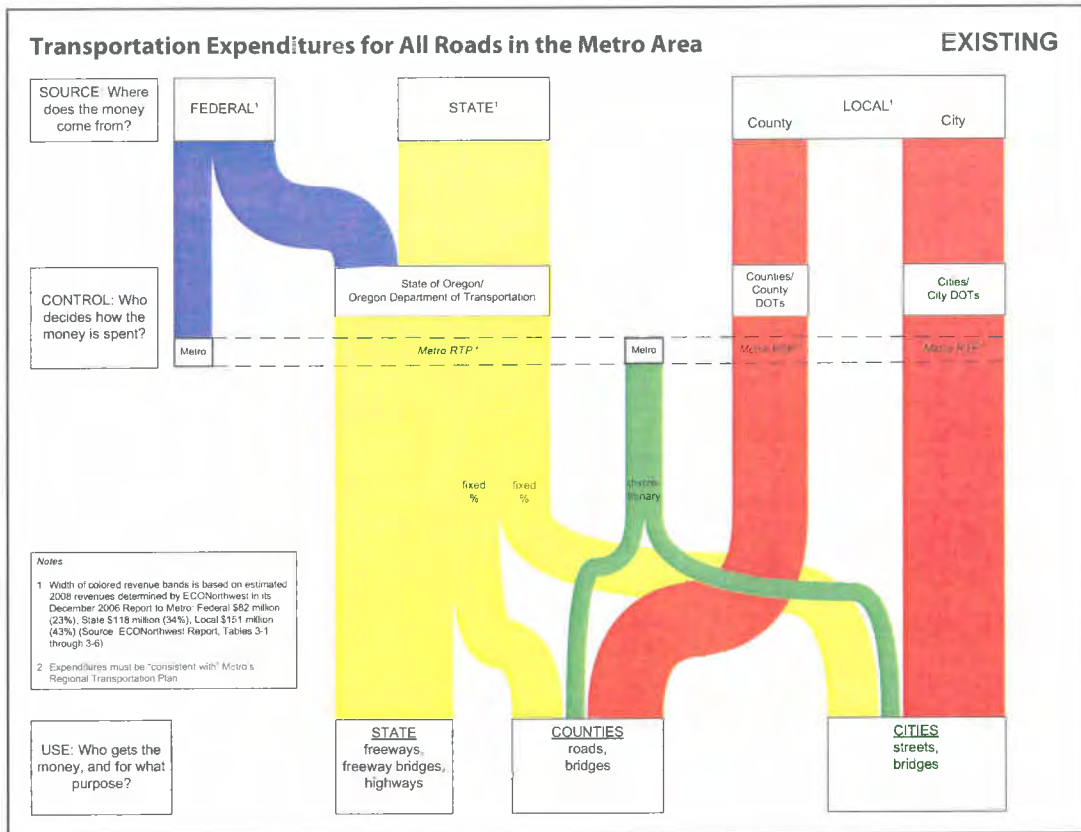 Transportation Expenditures for All Roads in the Metro Area
EXISTING
SOURCE: Where
does the money
come from?
FEDERAL¹
STATE¹
LOCAL¹
County
City
CONTROL: Who
decides how the
money is spent?
State of Oregon/
Oregon Department of Transportation
Counties/
County
DOTs
Cities/
City DOTs
Metro
Metro RTP
Metro
Metro RTP
Metro RTP
fixed
%
fixed
%
Notes
1 Width of colored revenue bands is based on estimated
2008 revenues determined by ECONorthwest in its
December 2006 Report to Metro: Federal $82 million
(23%), State $118 million (34%), Local $151 million
(43%) (Source ECONorthwest Report, Tables 3-1
through 3-6)
2 Expenditures must be "consistent with" Metro's
Regional Transportation Plan
USE: Who gets the
money, and for what
purpose?
STATE
freeways,
freeway bridges,
highways
COUNTIES
roads,
bridges
CITIES
streets,
bridges